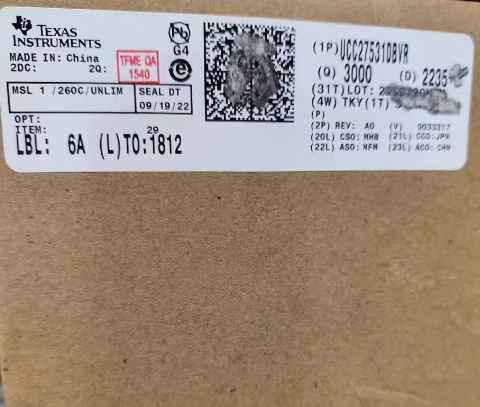 TEXAS
INSTRUMENTS
MADE IN: China
2DC: 2Q:
TFME QA
1540
Pb
G4
e
MSL 1 /260C/UNLIM
SEAL DT
09/19/22
OPT:
ITEM: 29
LBL: 6A (L)TO:1812
(1P)UCC27531DBVR
(Q) 3000 (D) 2235
(31T)LOT:
(4W) TKY(1T)
(P)
(2P) REV: A0 (V) 0033317
(20L) CSO: MH8 (21L) CCO:JPN
(22L) ASO:NFM (23L) ACO:CHN